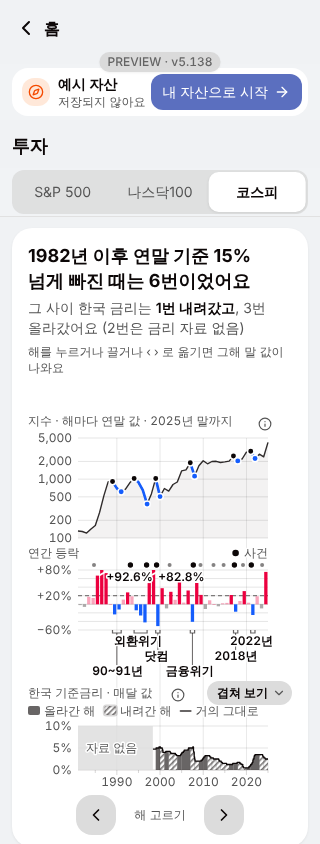 홈
PREVIEW · v5.138
예시 자산
저장되지 않아요
내 자산으로 시작 →
투자
S&P 500
나스닥100
코스피
1982년 이후 연말 기준 15%
넘게 빠진 때는 6번이었어요
그 사이 한국 금리는 1번 내려갔고, 3번
올라갔어요 (2번은 금리 자료 없음)
해를 누르거나 끌거나 ‹ › 로 옮기면 그해 말 값이
나와요
지수 · 해마다 연말 값 · 2025년 말까지
5,000
2,000
1,000
500
200
100
연간 등락
사건
+80%
+20%
−60%
+92.6%
+82.8%
외환위기
2022년
닷컴
2018년
90~91년
금융위기
한국 기준금리 · 매달 값
겹쳐 보기
올라간 해
내려간 해
거의 그대로
10%
5%
0%
자료 없음
1990
2000
2010
2020
해 고르기